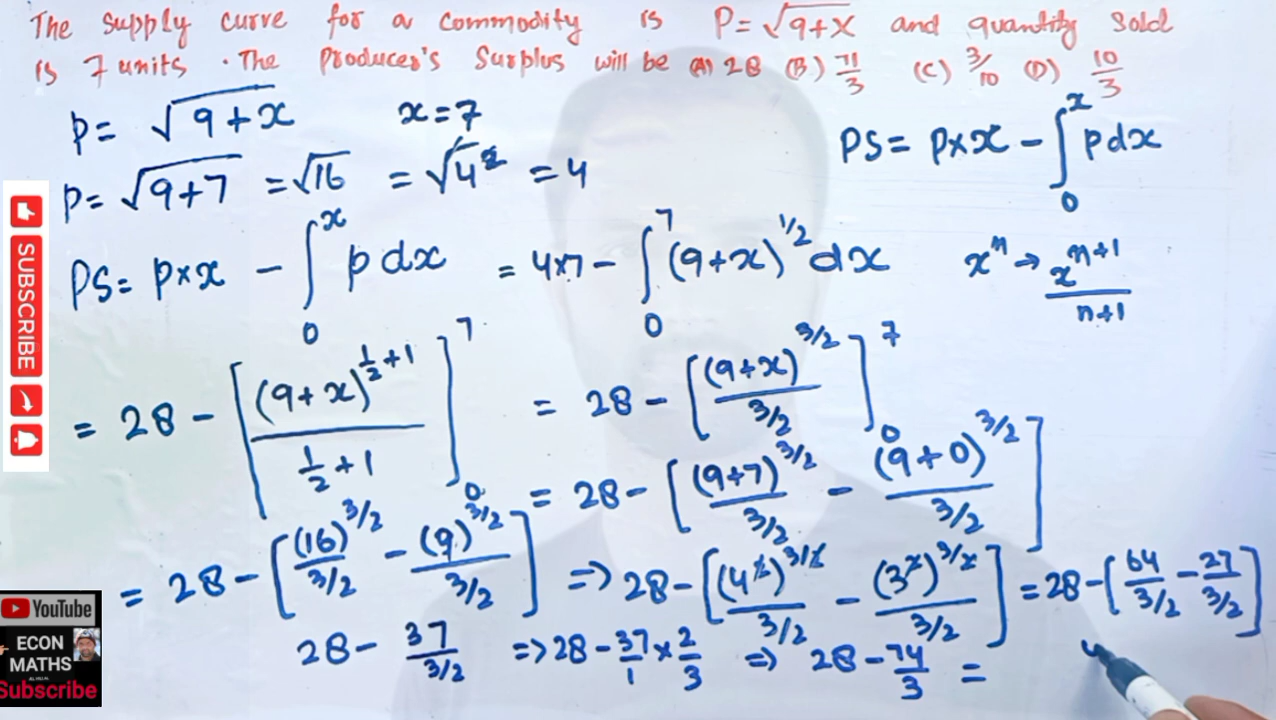 The supply curve for a commodity is P=√9+x and quantity sold
is 7 units . The Producer's Surplus will be (A) 28 (B) 71/3 (C) 3/10 (D) 10/3
p= √9+x x=7
PS= p×x - ∫₀ˣ p dx
p= √9+7 =√16 = √4² = 4
PS= p×x - ∫₀ˣ p dx = 4×7 - ∫₀⁷ (9+x)^1/2 dx xⁿ → x^n+1/n+1
= 28 - [(9+x)^1/2+1 / 1/2+1]₀⁷ = 28 - [(9+x)^3/2 / 3/2]₀⁷
= 28 - [(9+7)^3/2 / 3/2 - (9+0)^3/2 / 3/2]
= 28 - [(16)^3/2 / 3/2 - (9)^3/2 / 3/2] => 28 - [(4²)^3/2 / 3/2 - (3²)^3/2 / 3/2] = 28 - [64 / 3/2 - 27 / 3/2]
28 - 37 / 3/2 => 28 - 37/1 × 2/3 => 28 - 74/3 =
SUBSCRIBE
YouTube
ECON
MATHS
Subscribe